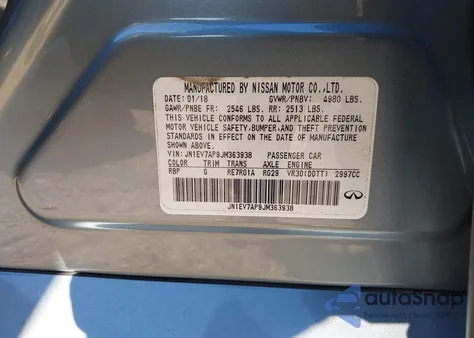 MANUFACTURED BY NISSAN MOTOR CO.,LTD.
DATE: 01/18 GVWR/PNBV: 4980 LBS.
GAWR/PNBE FR: 2546 LBS. RR: 2513 LBS.
THIS VEHICLE CONFORMS TO ALL APPLICABLE FEDERAL
MOTOR VEHICLE SAFETY,BUMPER,AND THEFT PREVENTION
STANDARDS IN EFFECT ON THE DATE OF MANUFACTURE
SHOWN ABOVE.
VIN: JN1EV7AP9JM363938 PASSENGER CAR
COLOR TRIM TRANS AXLE ENGINE
RBP G RE7R01A RG29 VR30(DDTT) 2997CC
JN1EV7AP9JM363938
autoSnap